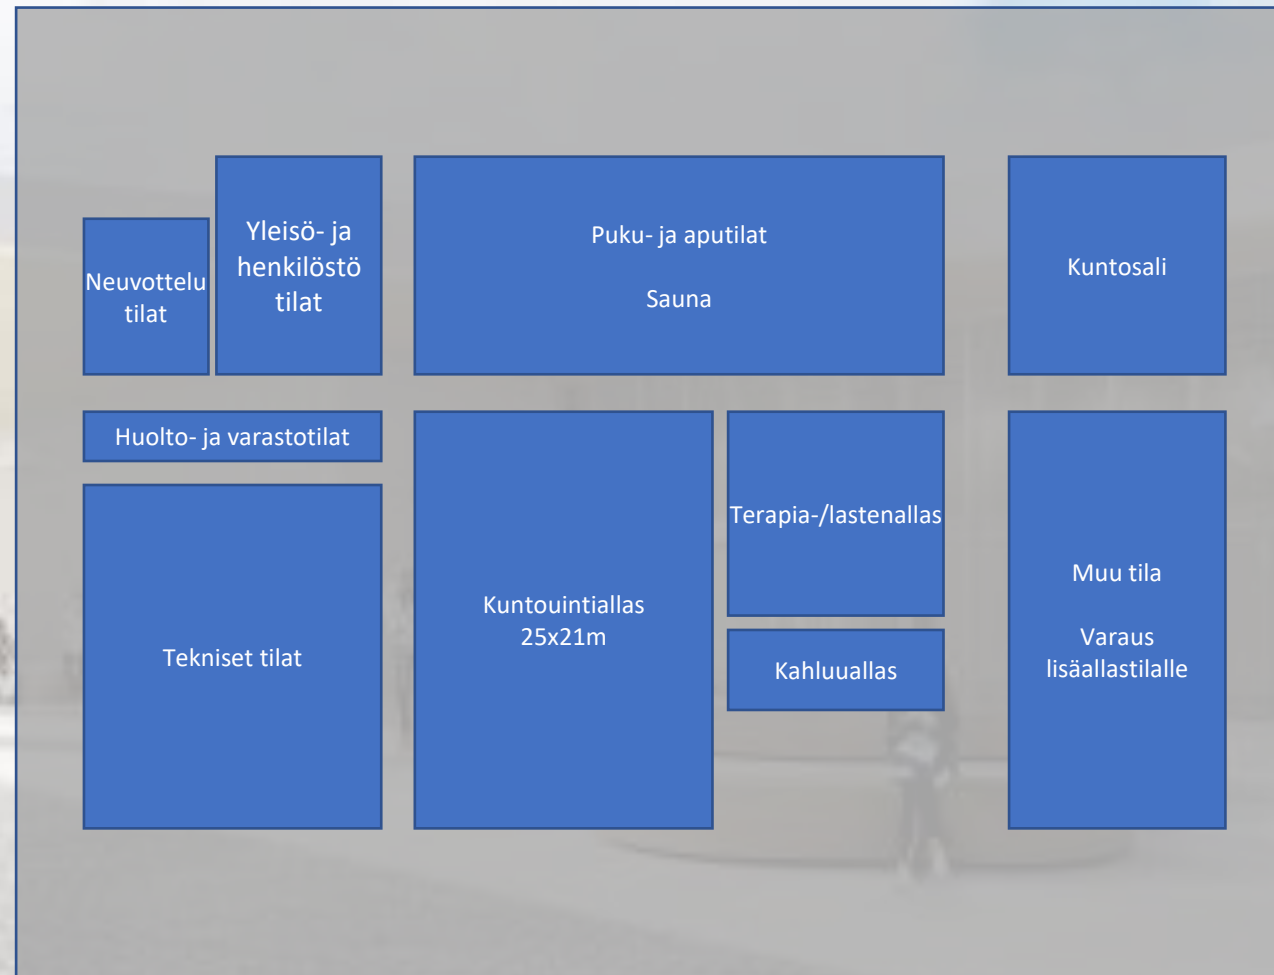 Neuvottelu
tilat
Yleisö- ja
henkilöstö
tilat
Puku- ja aputilat
Sauna
Kuntosali
Huolto- ja varastotilat
Tekniset tilat
Kuntouintiallas
25x21m
Terapia-/lastenallas
Kahluuallas
Muu tila
Varaus
lisäallastilalle